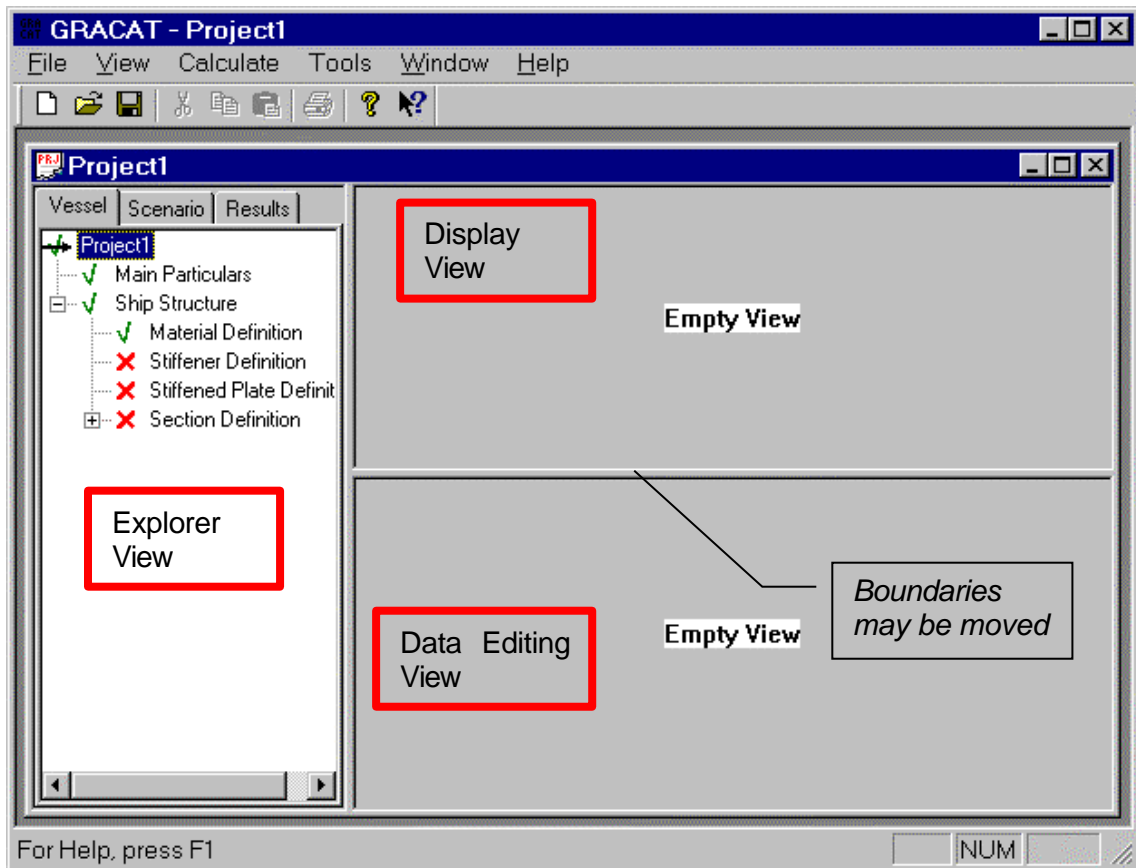 GRACAT - Project1
File View Calculate Tools Window Help
Project1
Vessel Scenario Results
Project1
Main Particulars
Ship Structure
Material Definition
Stiffener Definition
Stiffened Plate Definit
Section Definition
Explorer
View
Display
View
Empty View
Data Editing
View
Empty View
Boundaries
may be moved
For Help, press F1
NUM